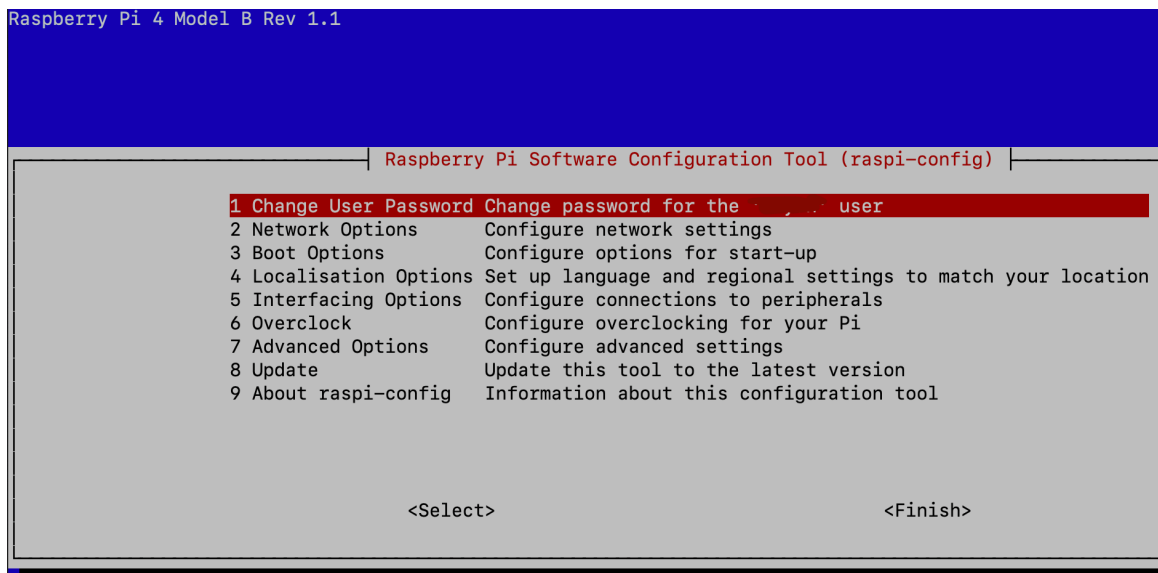 Raspberry Pi 4 Model B Rev 1.1
Raspberry Pi Software Configuration Tool (raspi-config)
1 Change User Password Change password for the user
2 Network Options Configure network settings
3 Boot Options Configure options for start-up
4 Localisation Options Set up language and regional settings to match your location
5 Interfacing Options Configure connections to peripherals
6 Overclock Configure overclocking for your Pi
7 Advanced Options Configure advanced settings
8 Update Update this tool to the latest version
9 About raspi-config Information about this configuration tool
<Select> <Finish>